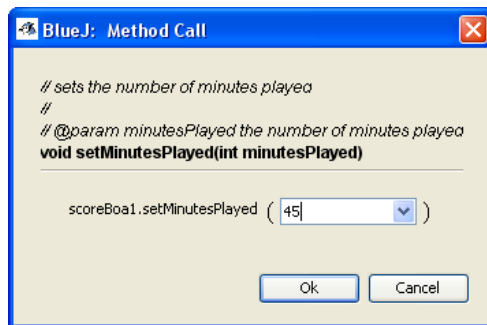 BlueJ: Method Call
// sets the number of minutes played
//
// @param minutesPlayed the number of minutes played
void setMinutesPlayed(int minutesPlayed)
scoreBoa1.setMinutesPlayed ( 45 )
Ok Cancel